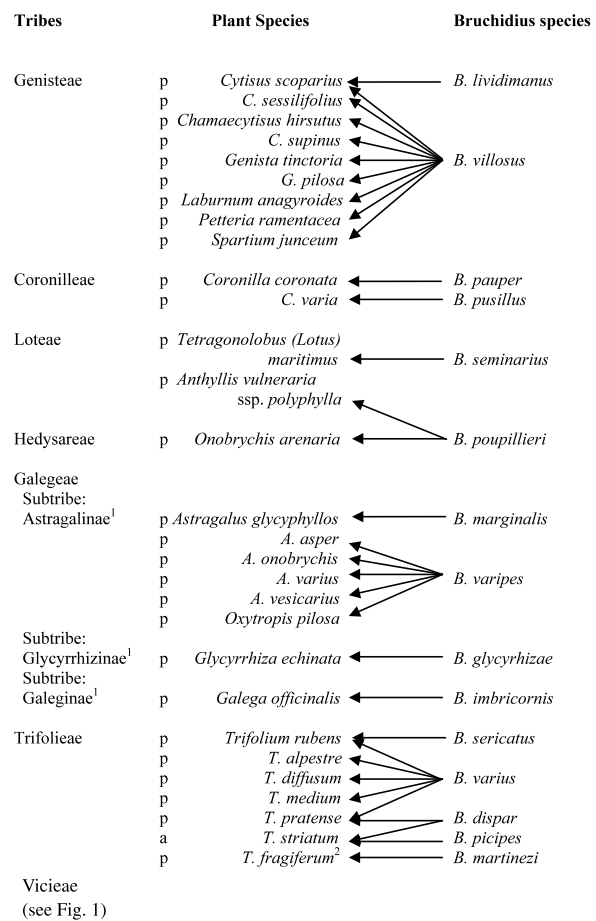 Tribes Plant Species Bruchidius species
Genisteae p Cytisus scoparius B. lividimanus
p C. sessilifolius
p Chamaecytisus hirsutus
p C. supinus
p Genista tinctoria B. villosus
p G. pilosa
p Laburnum anagyroides
p Petteria ramentacea
p Spartium junceum
Coronilleae p Coronilla coronata B. pauper
p C. varia B. pusillus
Loteae p Tetragonolobus (Lotus)
maritimus B. seminarius
p Anthyllis vulneraria
ssp. polyphylla
Hedysareae p Onobrychis arenaria B. poupillieri
Galegeae
Subtribe:
Astragalinae1 p Astragalus glycyphyllos B. marginalis
p A. asper
p A. onobrychis
p A. varius B. varipes
p A. vesicarius
p Oxytropis pilosa
Subtribe:
Glycyrrhizinae1 p Glycyrrhiza echinata B. glycyrhizae
Subtribe:
Galeginae1 p Galega officinalis B. imbricornis
Trifolieae p Trifolium rubens B. sericatus
p T. alpestre
p T. diffusum B. varius
p T. medium
p T. pratense B. dispar
a T. striatum B. picipes
p T. fragiferum2 B. martinezi
Vicieae
(see Fig. 1)